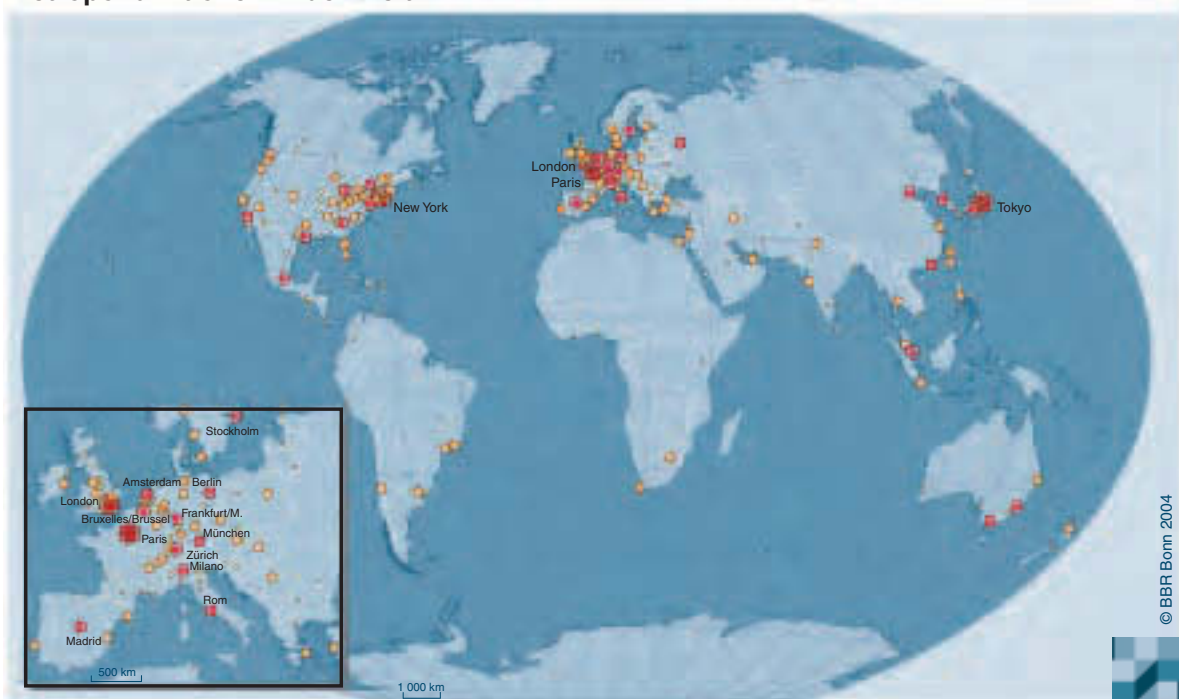 London
Paris
New York
Tokyo
Stockholm
Amsterdam Berlin
London
Bruxelles/Brussel Frankfurt/M.
Paris
München
Zürich
Milano
Rom
Madrid
500 km
1 000 km
© BBR Bonn 2004